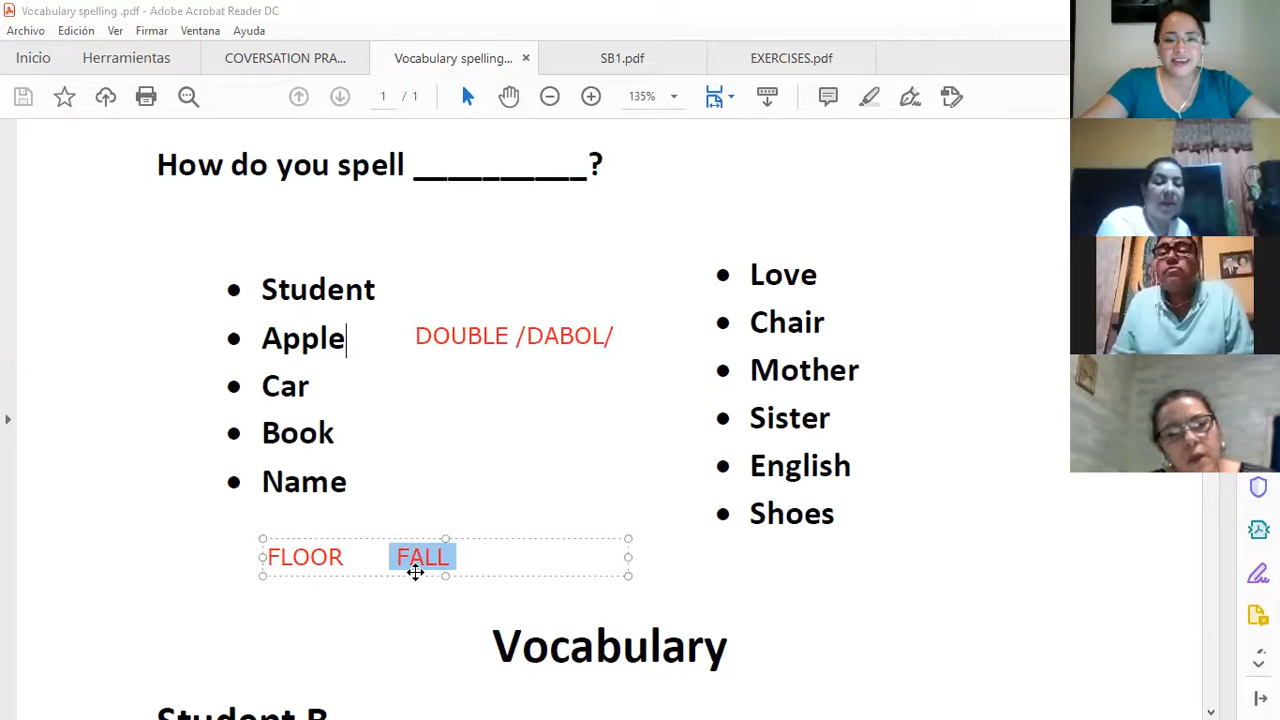 Vocabulary spelling .pdf - Adobe Acrobat Reader DC
Archivo Edición Ver Firmar Ventana Ayuda
Inicio Herramientas COVERSATION PRA... Vocabulary spelling... × SB1.pdf EXERCISES.pdf
1 / 1 135%
How do you spell ___________?
• Student
• Apple
DOUBLE /DABOL/
• Car
• Book
• Name
• Love
• Chair
• Mother
• Sister
• English
• Shoes
FLOOR FALL
Vocabulary
Student B